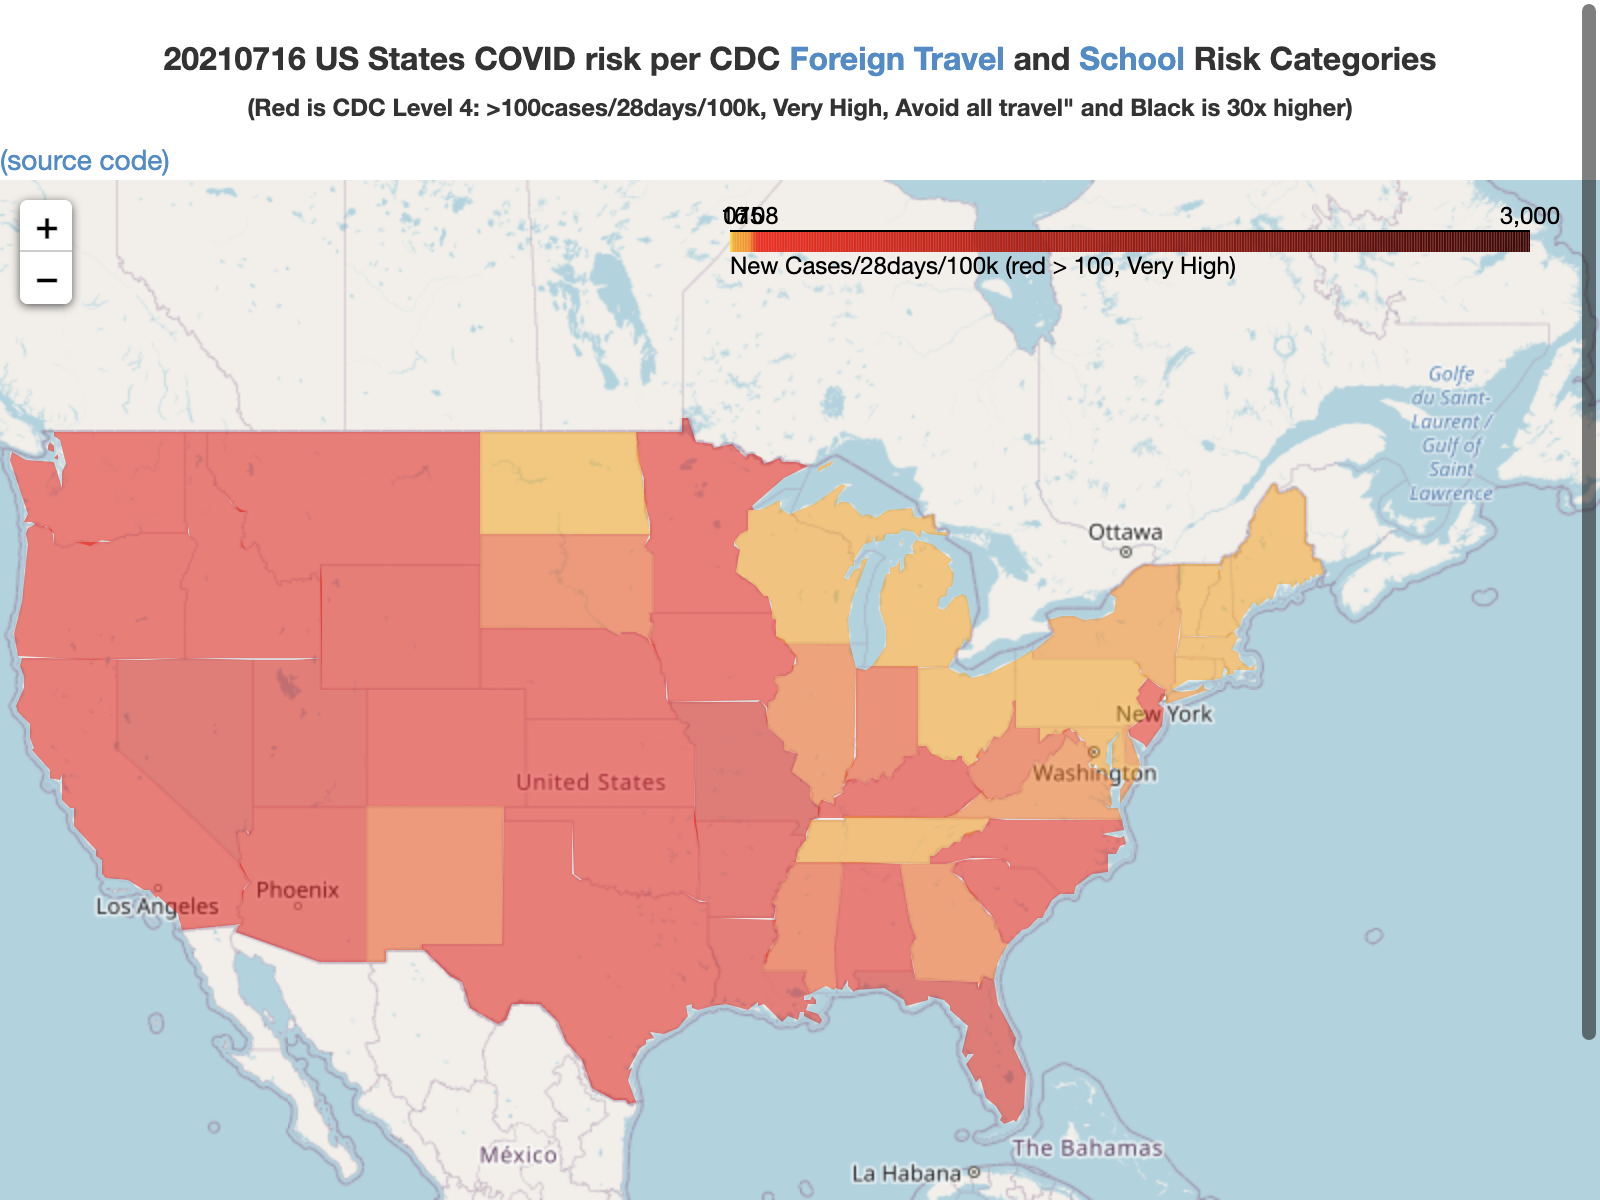 20210716 US States COVID risk per CDC Foreign Travel and School Risk Categories
(Red is CDC Level 4: >100cases/28days/100k, Very High, Avoid all travel" and Black is 30x higher)
(source code)
+
−
3,000
New Cases/28days/100k (red > 100, Very High)
Golfe
du Saint-
Laurent /
Gulf of
Saint
Lawrence
Ottawa
New York
Washington
United States
Phoenix
Los Angeles
The Bahamas
México
La Habana